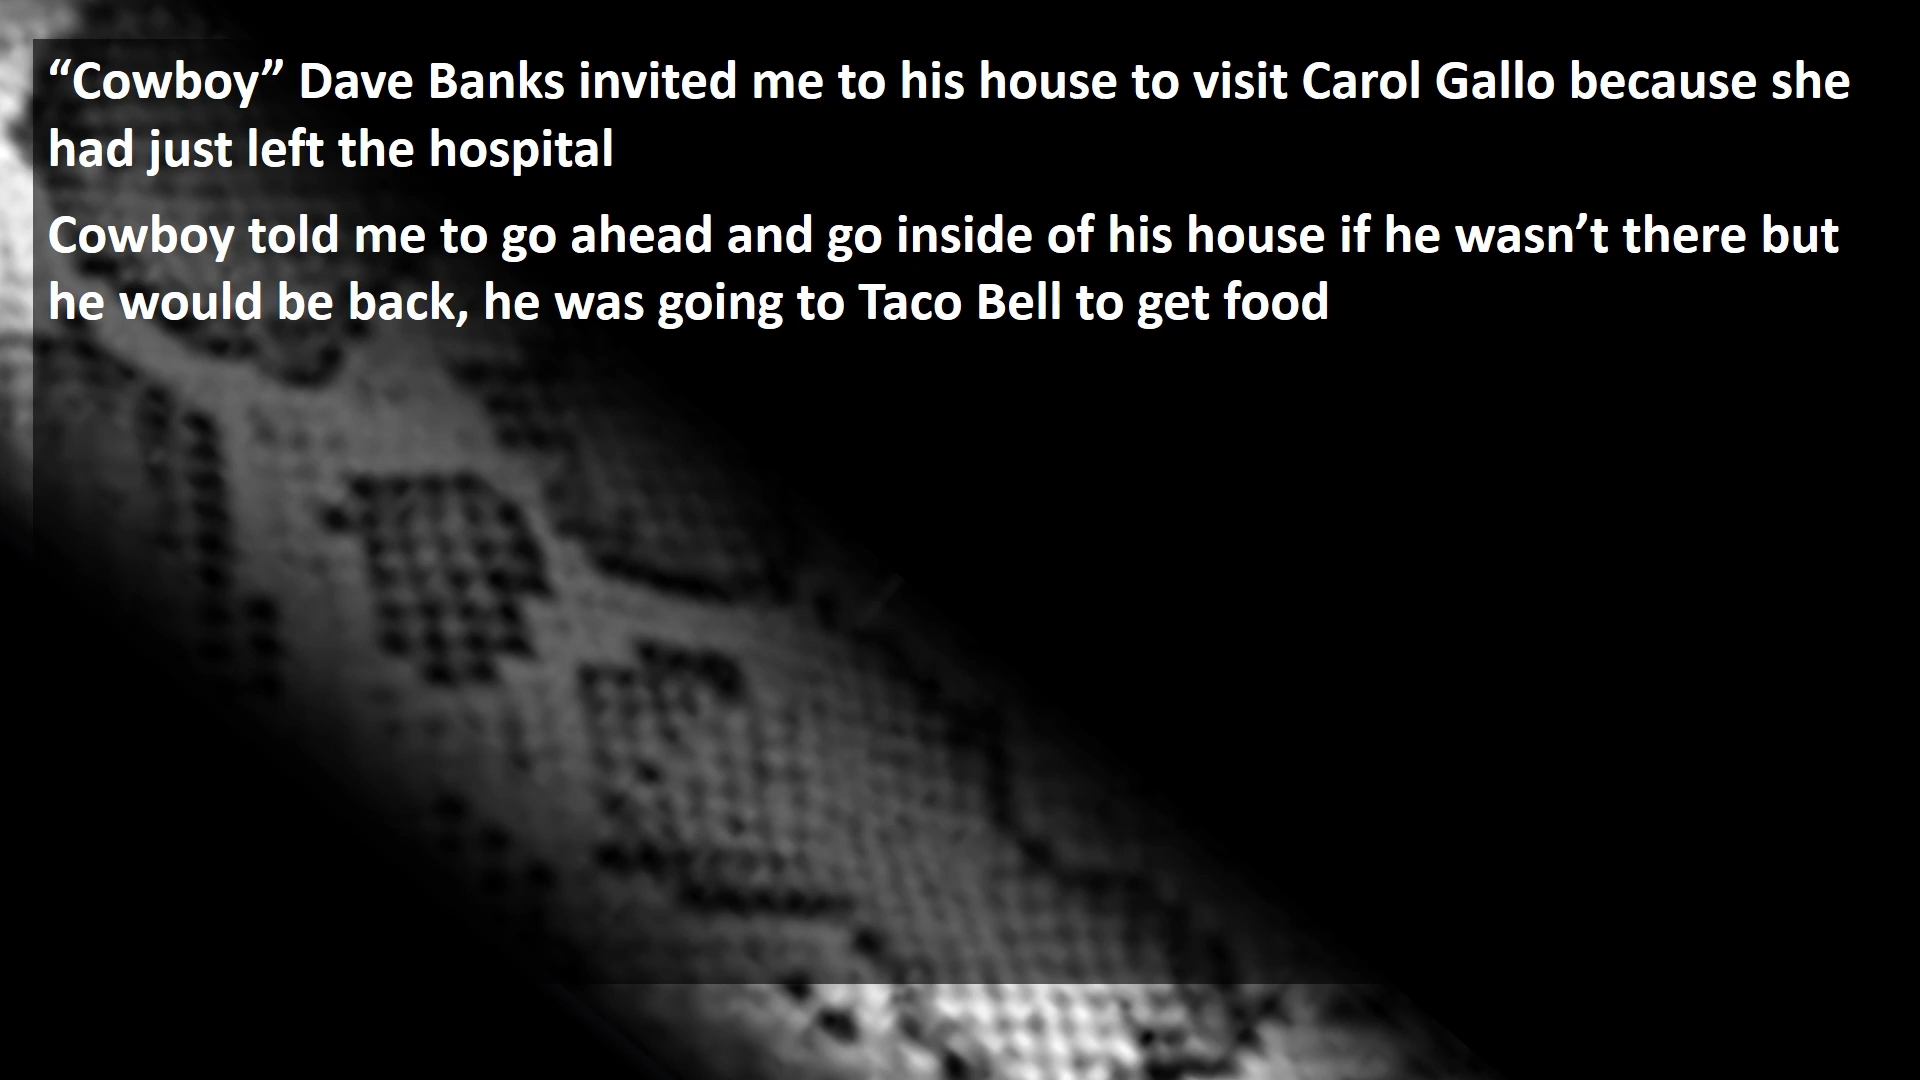 “Cowboy” Dave Banks invited me to his house to visit Carol Gallo because she
had just left the hospital
Cowboy told me to go ahead and go inside of his house if he wasn’t there but
he would be back, he was going to Taco Bell to get food